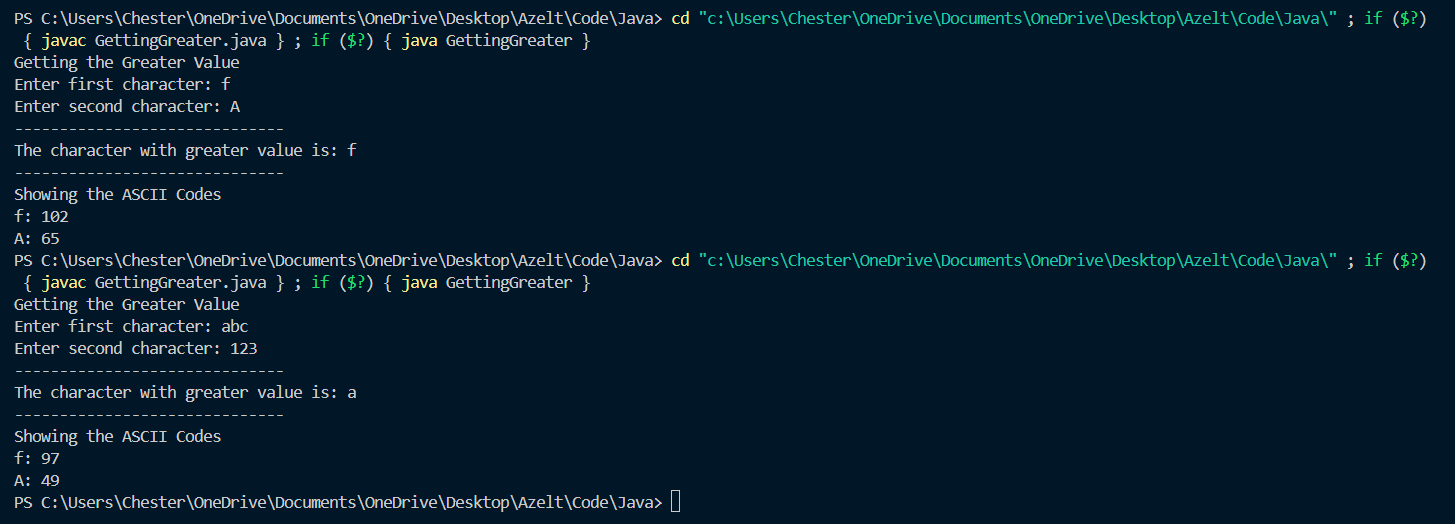 PS C:\Users\Chester\OneDrive\Documents\OneDrive\Desktop\Azelt\Code\Java> cd "c:\Users\Chester\OneDrive\Documents\OneDrive\Desktop\Azelt\Code\Java\" ; if ($?)
 { javac GettingGreater.java } ; if ($?) { java GettingGreater }
Getting the Greater Value
Enter first character: f
Enter second character: A
------------------------------
The character with greater value is: f
------------------------------
Showing the ASCII Codes
f: 102
A: 65
PS C:\Users\Chester\OneDrive\Documents\OneDrive\Desktop\Azelt\Code\Java> cd "c:\Users\Chester\OneDrive\Documents\OneDrive\Desktop\Azelt\Code\Java\" ; if ($?)
 { javac GettingGreater.java } ; if ($?) { java GettingGreater }
Getting the Greater Value
Enter first character: abc
Enter second character: 123
------------------------------
The character with greater value is: a
------------------------------
Showing the ASCII Codes
f: 97
A: 49
PS C:\Users\Chester\OneDrive\Documents\OneDrive\Desktop\Azelt\Code\Java>